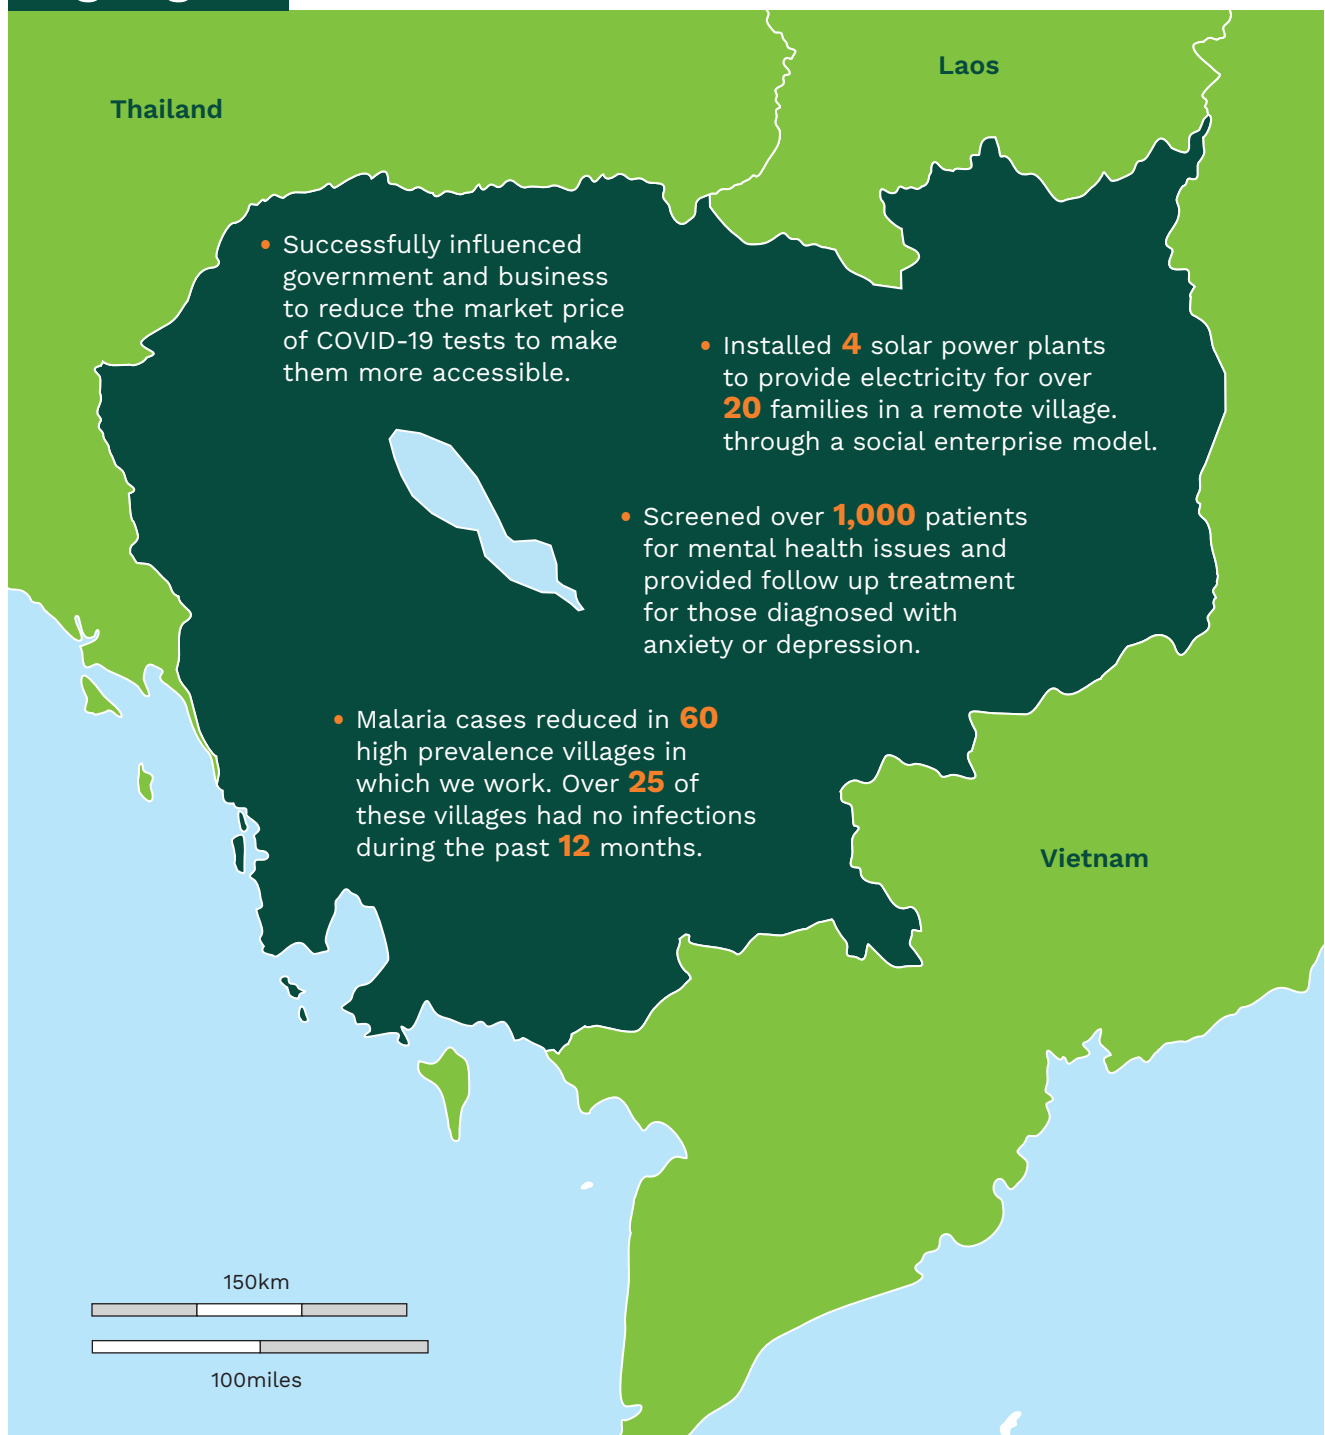 Thailand
Laos
• Successfully influenced
government and business
to reduce the market price
of COVID-19 tests to make
them more accessible.
• Installed 4 solar power plants
to provide electricity for over
20 families in a remote village.
through a social enterprise model.
• Screened over 1,000 patients
for mental health issues and
provided follow up treatment
for those diagnosed with
anxiety or depression.
• Malaria cases reduced in 60
high prevalence villages in
which we work. Over 25 of
these villages had no infections
during the past 12 months.
Vietnam
150km
100miles